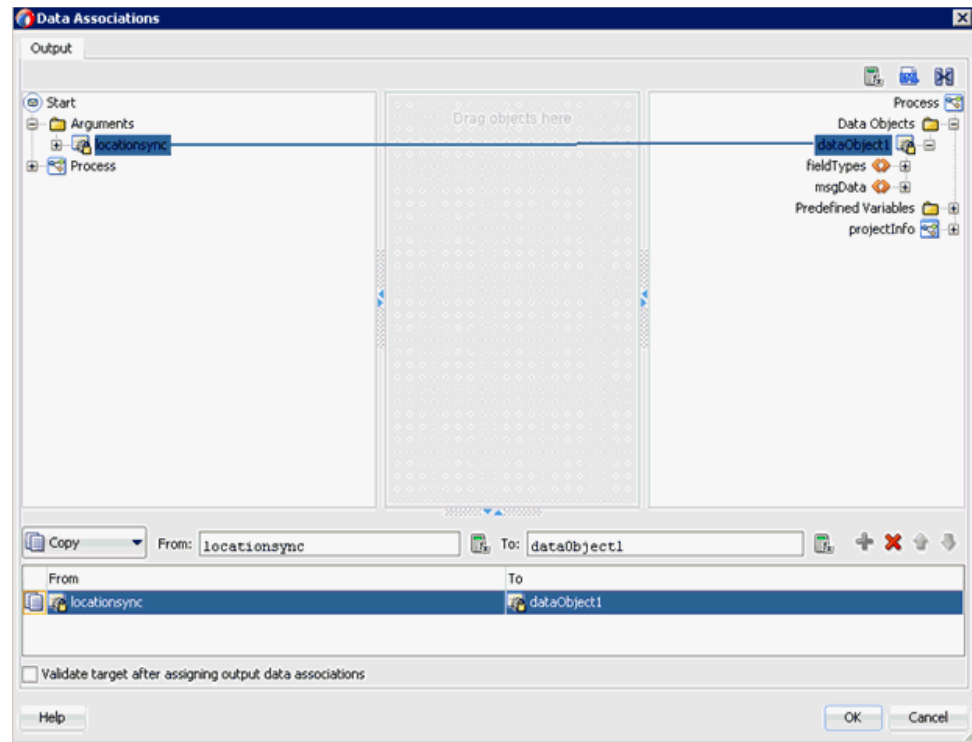 Data Associations
Output
Start
Arguments
locationsync
Process
Drag objects here
Process
Data Objects
dataObject1
fieldTypes
msgData
Predefined Variables
projectInfo
Copy From: locationsync To: dataObject1
From To
locationsync dataObject1
Validate target after assigning output data associations
Help OK Cancel